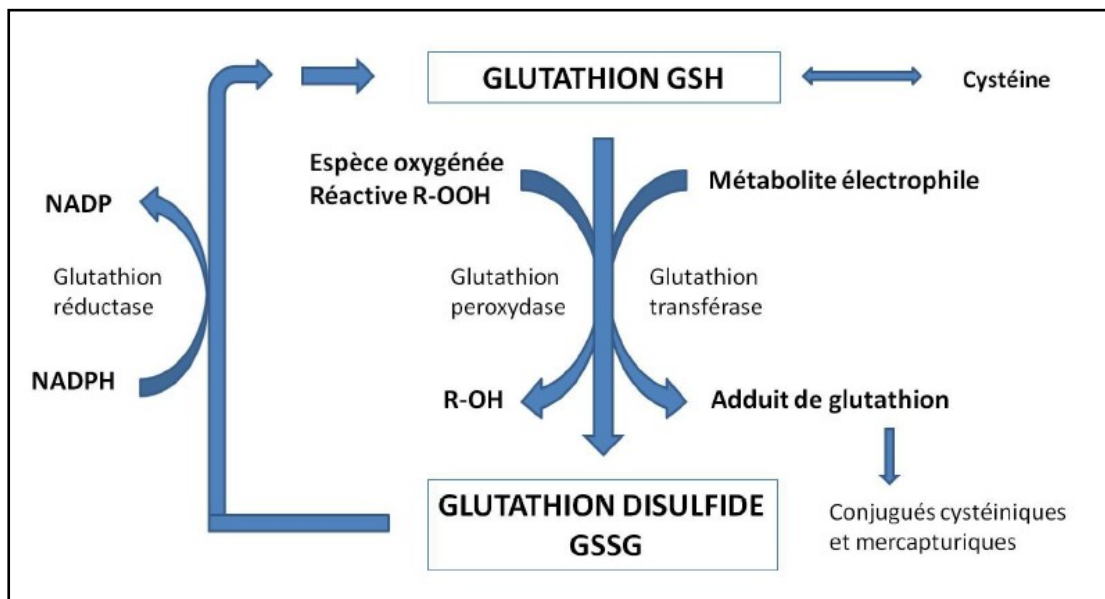 GLUTATHION GSH
Cystéine
Espèce oxygénée
Réactive R-OOH
Métabolite électrophile
NADP
Glutathion
réductase
Glutathion
peroxydase
Glutathion
transférase
NADPH
R-OH
Adduit de glutathion
GLUTATHION DISULFIDE
GSSG
Conjugués cystéiniques
et mercapturiques